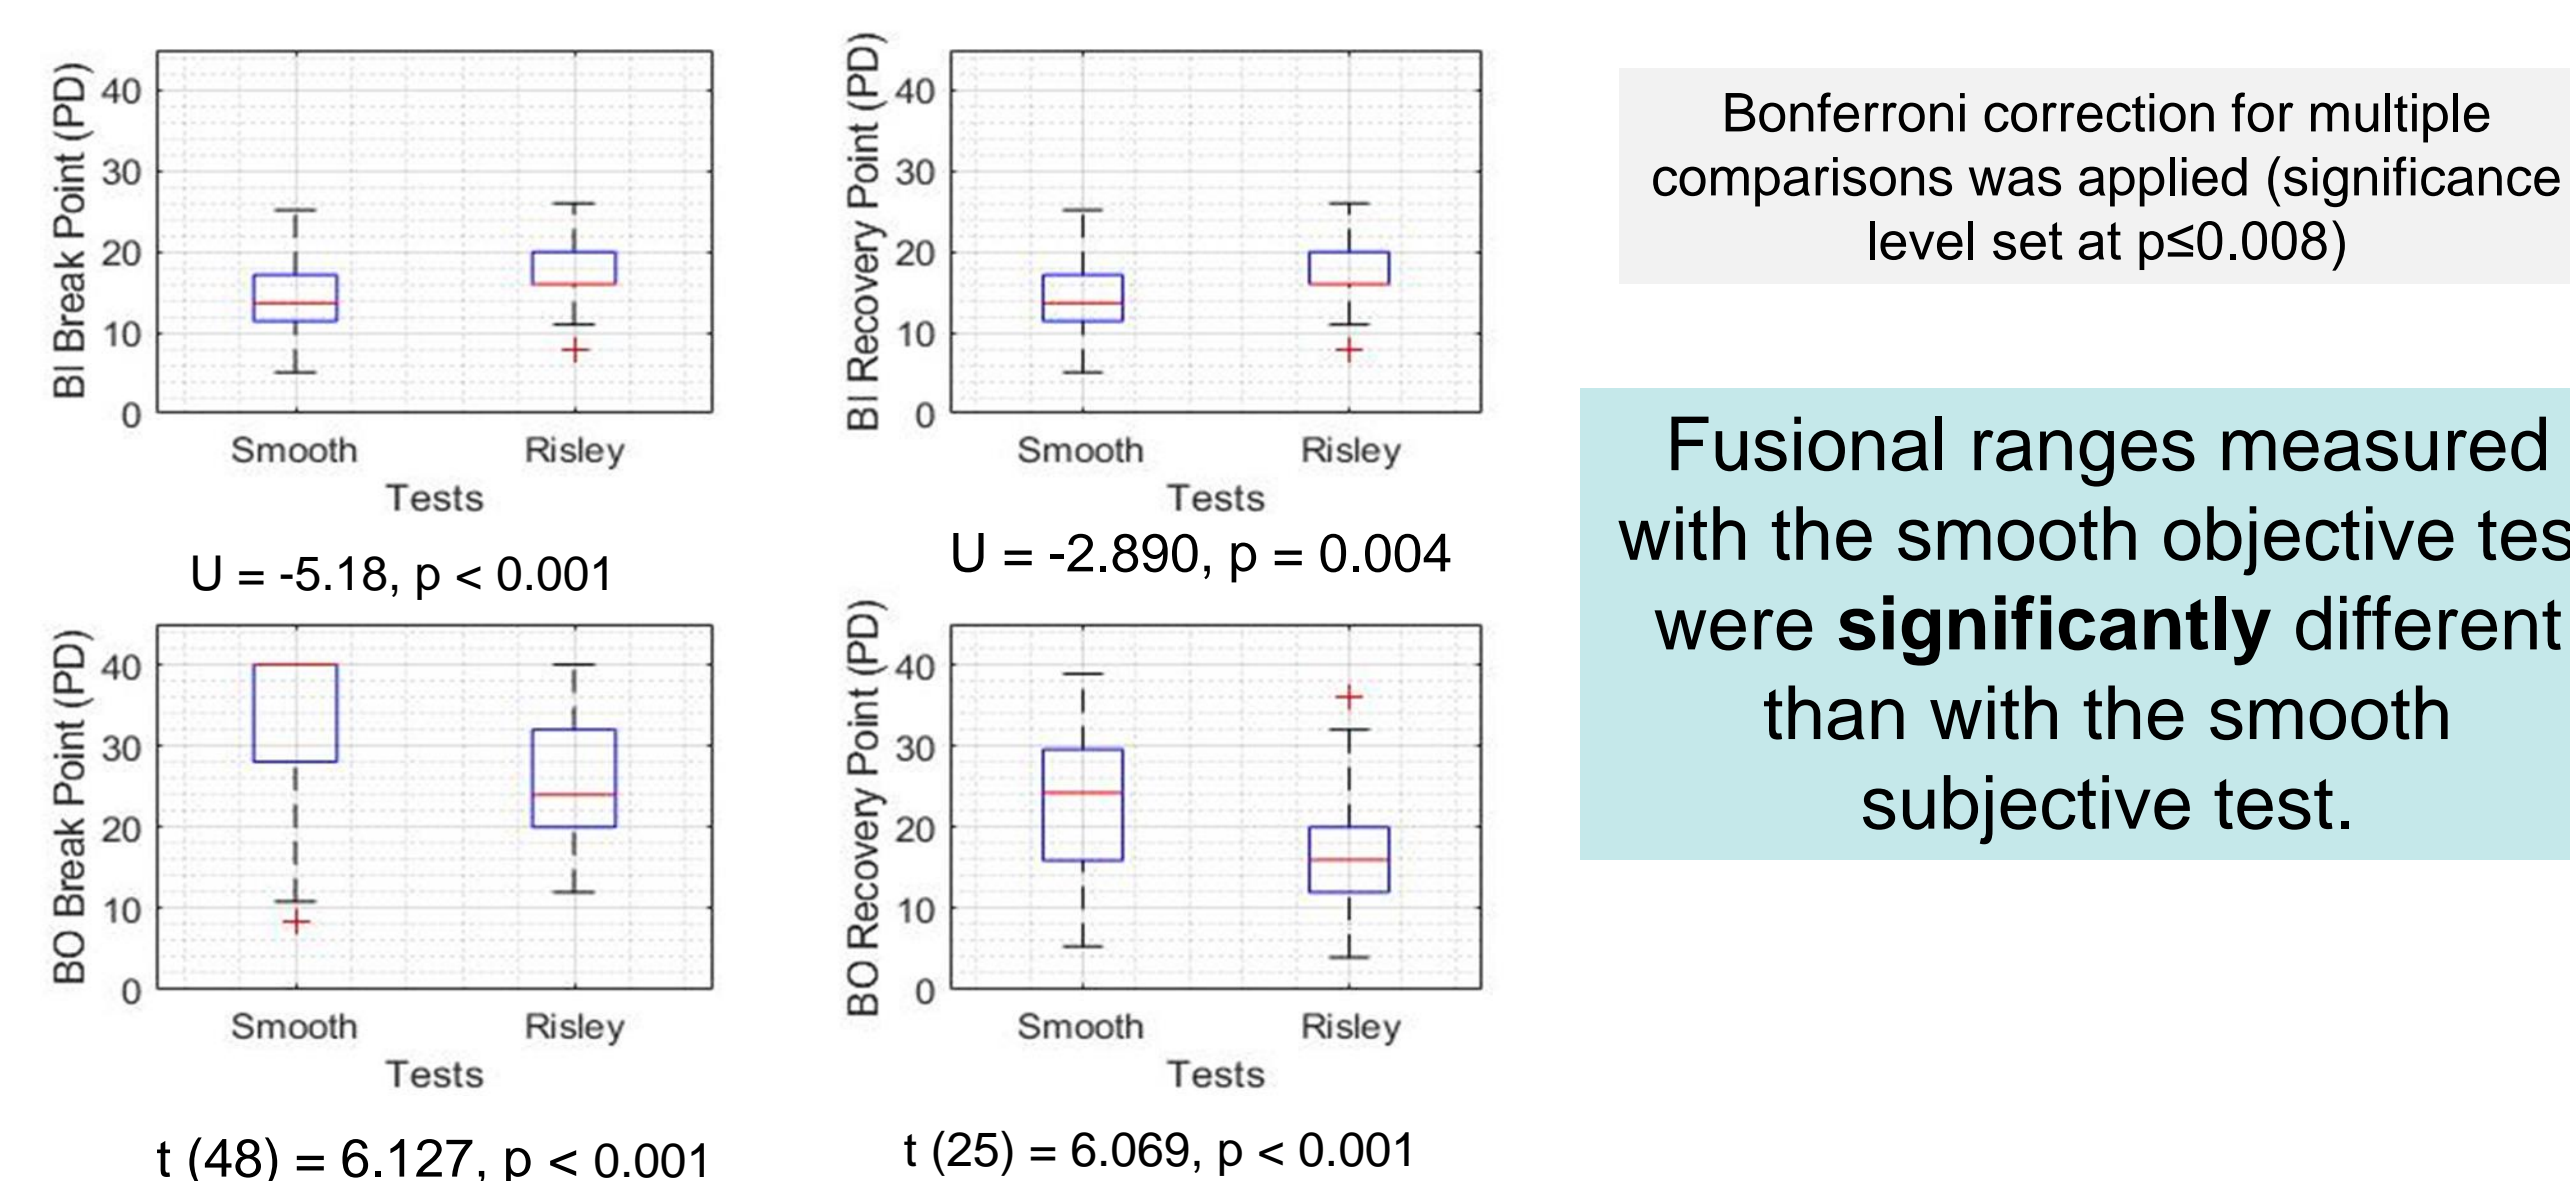 BI Break Point (PD)
40
30
20
10
0
Smooth Risley
Tests
U = -5.18, p < 0.001
BI Recovery Point (PD)
40
30
20
10
0
Smooth Risley
Tests
U = -2.890, p = 0.004
BO Break Point (PD)
40
30
20
10
0
Smooth Risley
Tests
t (48) = 6.127, p < 0.001
BO Recovery Point (PD)
40
30
20
10
0
Smooth Risley
Tests
t (25) = 6.069, p < 0.001
Bonferroni correction for multiple
comparisons was applied (significance
level set at p≤0.008)
Fusional ranges measured
with the smooth objective tes
were significantly different
than with the smooth
subjective test.